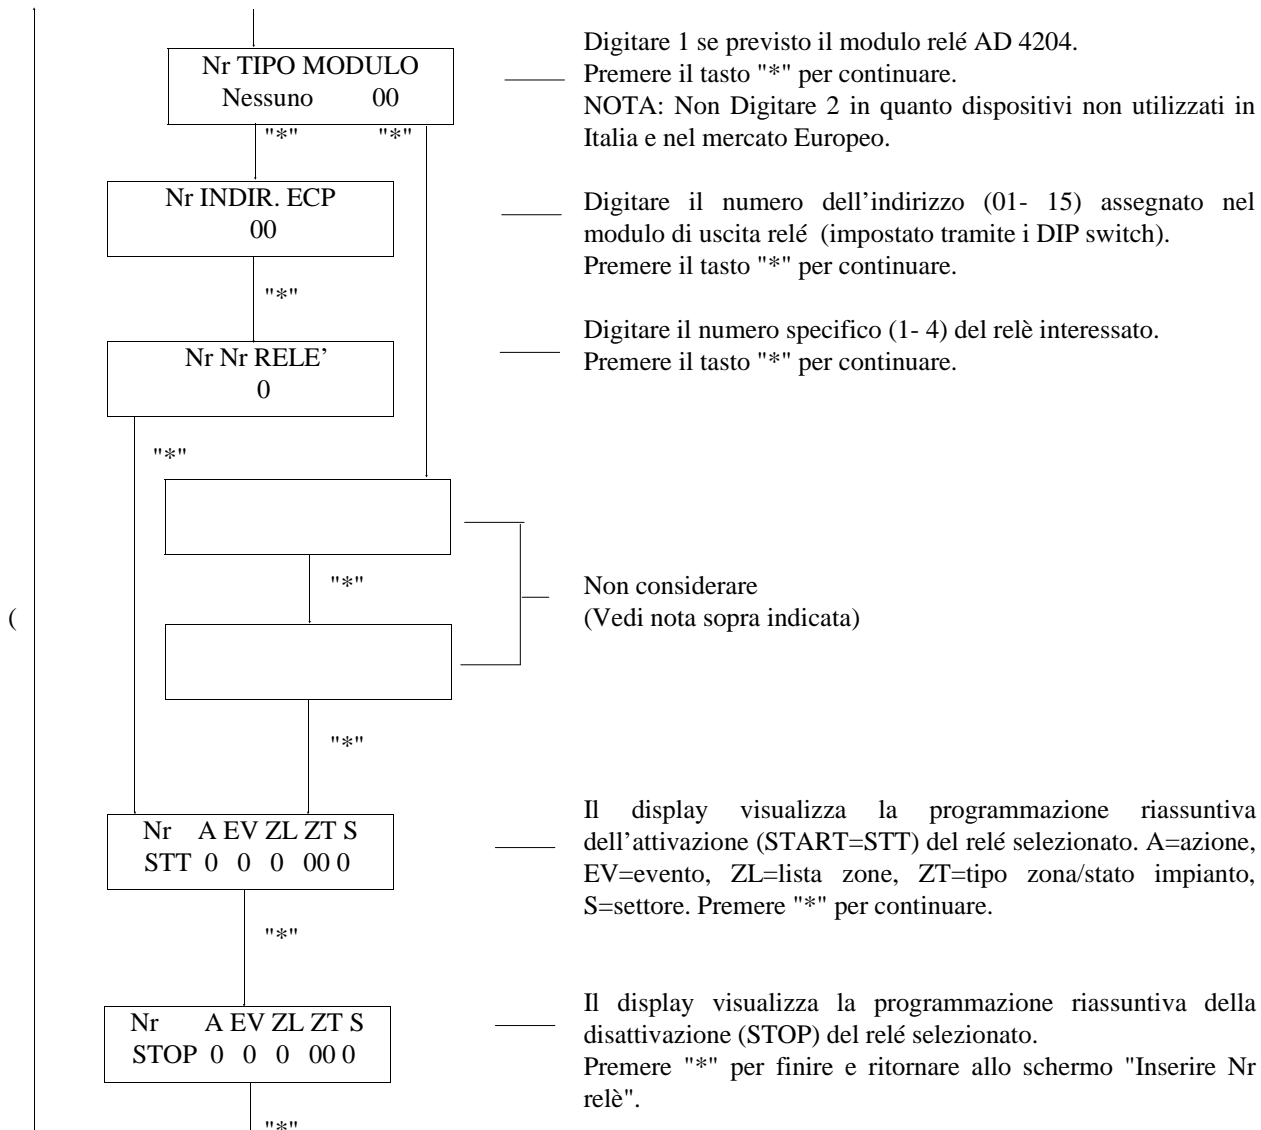 Nr TIPO MODULO
Nessuno 00
Digitare 1 se previsto il modulo relé AD 4204.
Premere il tasto "*" per continuare.
NOTA: Non Digitare 2 in quanto dispositivi non utilizzati in
Italia e nel mercato Europeo.
"*" "*"
Nr INDIR. ECP
00
Digitare il numero dell'indirizzo (01- 15) assegnato nel
modulo di uscita relé (impostato tramite i DIP switch).
Premere il tasto "*" per continuare.
"*"
Nr Nr RELE’
0
Digitare il numero specifico (1- 4) del relè interessato.
Premere il tasto "*" per continuare.
"*"
"*"
Non considerare
(Vedi nota sopra indicata)
(
"*"
Nr A EV ZL ZT S
STT 0 0 0 00 0
Il display visualizza la programmazione riassuntiva
dell’attivazione (START=STT) del relé selezionato. A=azione,
EV=evento, ZL=lista zone, ZT=tipo zona/stato impianto,
S=settore. Premere "*" per continuare.
"*"
Nr A EV ZL ZT S
STOP 0 0 0 00 0
Il display visualizza la programmazione riassuntiva della
disattivazione (STOP) del relé selezionato.
Premere "*" per finire e ritornare allo schermo "Inserire Nr
relè".
"*"